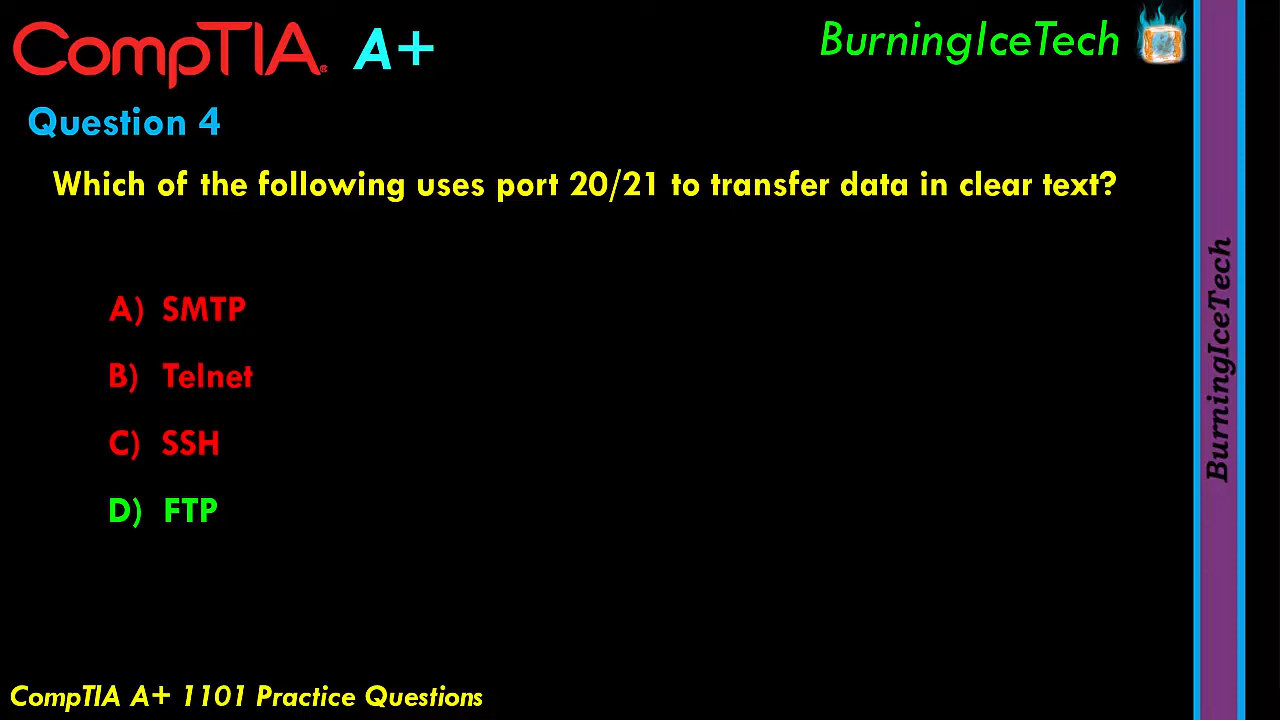 CompTIA® A+
BurningIceTech
Question 4
Which of the following uses port 20/21 to transfer data in clear text?
A) SMTP
B) Telnet
C) SSH
D) FTP
BurningIceTech
CompTIA A+ 1101 Practice Questions